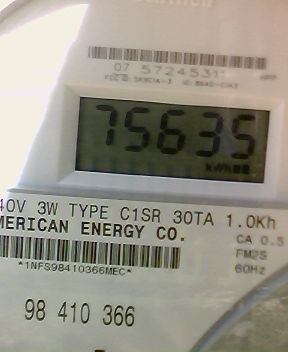 07 5724531
75635
40V 3W TYPE C1SR 30TA 1.0Kh
MERICAN ENERGY CO.
CA 0.5
FM2S
60Hz
*1NFS98410366MEC*
98 410 366